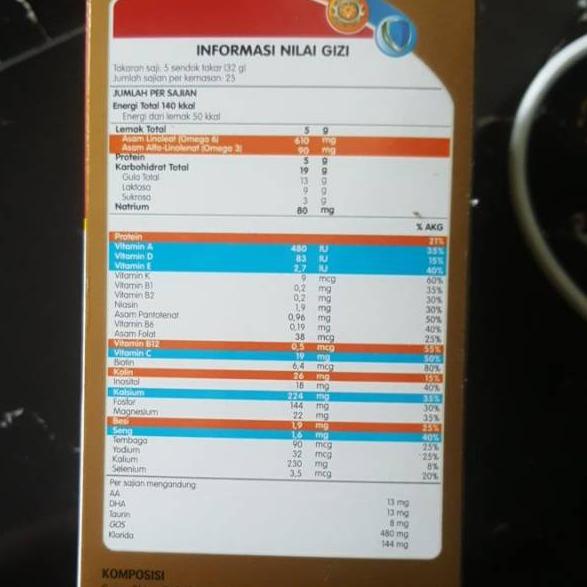 INFORMASI NILAI GIZI
Takaran saji: 5 sendok takar (32 g)
Jumlah sajian per kemasan: 25
JUMLAH PER SAJIAN
Energi Total 140 kkal
Energi dari lemak 50 kkal
Lemak Total 5 g
Asam Linoleat (Omega 6) 610 mg
Asam Alfa-Linolenat (Omega 3) 90 mg
Protein 5 g
Karbohidrat Total 19 g
Gula Total 13 g
Laktosa 9 g
Sukrosa 3 g
Natrium 80 mg
% AKG
Protein 21%
Vitamin A 480 IU 35%
Vitamin D 83 IU 15%
Vitamin E 2,7 IU 40%
Vitamin K 9 mcg 60%
Vitamin B1 0,2 mg 35%
Vitamin B2 0,2 mg 30%
Niasin 1,9 mg 30%
Asam Pantotenat 0,96 mg 50%
Vitamin B6 0,19 mg 40%
Asam Folat 38 mcg 25%
Vitamin B12 0,5 mcg 55%
Vitamin C 19 mg 50%
Biotin 6,4 mcg 80%
Kolin 26 mg 15%
Inositol 18 mg 40%
Kalsium 224 mg 35%
Fosfor 144 mg 30%
Magnesium 22 mg 35%
Besi 1,9 mg 25%
Seng 1,6 mg 40%
Tembaga 90 mcg 25%
Yodium 32 mcg 25%
Kalium 230 mg 8%
Selenium 3,5 mcg 20%
Per sajian mengandung:
AA 13 mg
DHA 13 mg
Taurin 8 mg
GOS 480 mg
Klorida 144 mg
KOMPOSISI